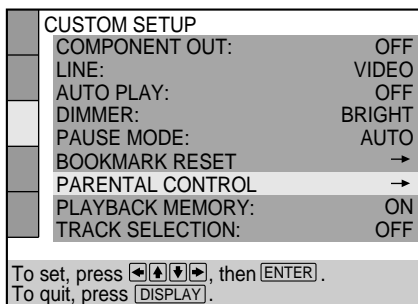 CUSTOM SETUP
COMPONENT OUT: OFF
LINE: VIDEO
AUTO PLAY: OFF
DIMMER: BRIGHT
PAUSE MODE: AUTO
BOOKMARK RESET →
PARENTAL CONTROL →
PLAYBACK MEMORY: ON
TRACK SELECTION: OFF
To set, press ←↑↓→, then ENTER.
To quit, press DISPLAY.